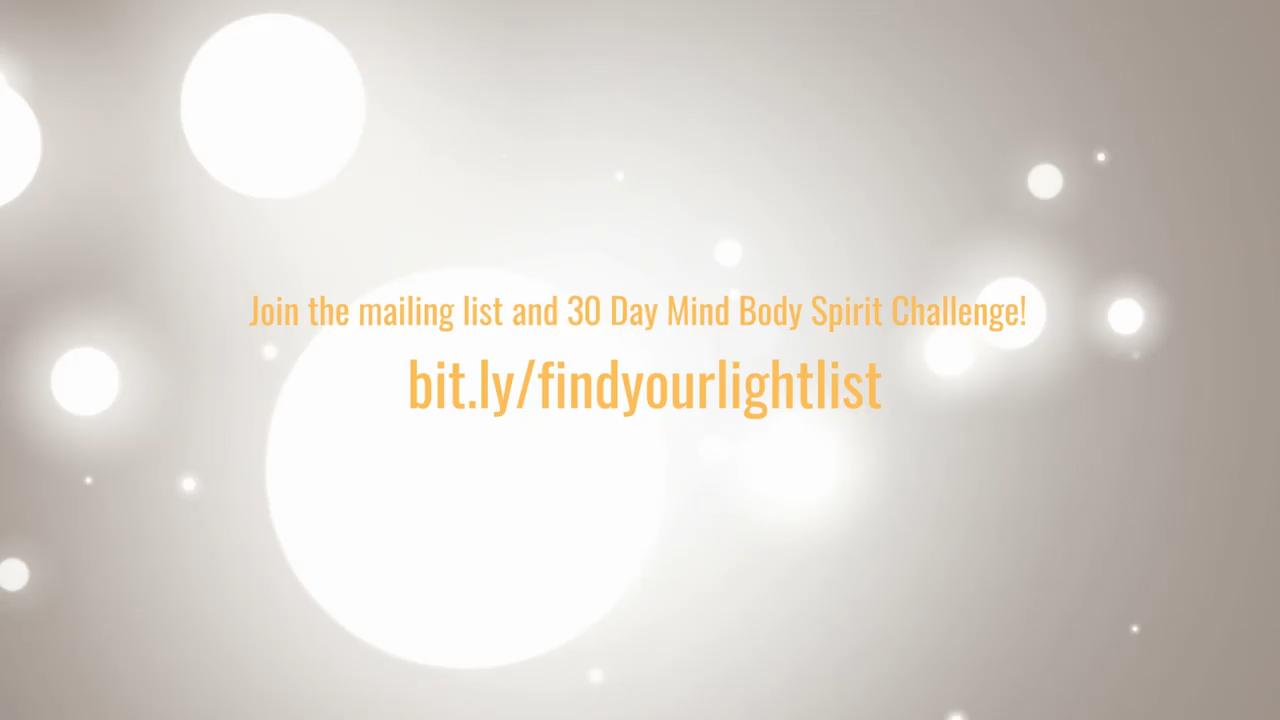 Join the mailing list and 30 Day Mind Body Spirit Challenge!
bit.ly/findyourlightlist